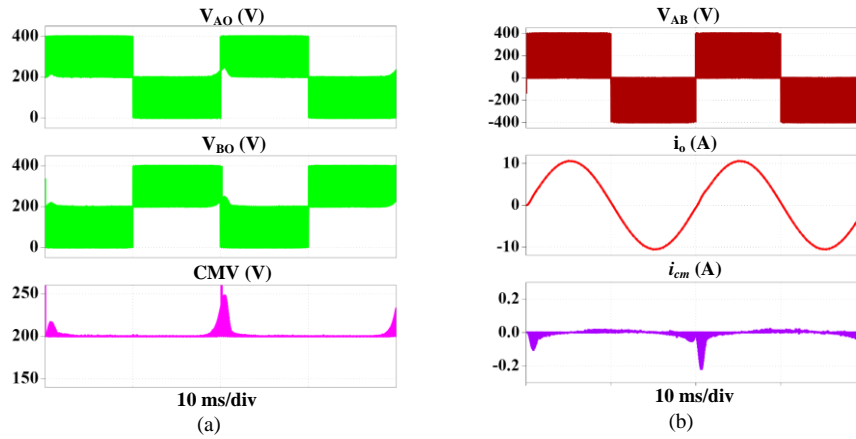 V_AO (V)
400
200
0
V_BO (V)
400
200
0
CMV (V)
250
200
150
10 ms/div
(a)
V_AB (V)
400
200
0
-200
-400
i_o (A)
10
0
-10
i_cm (A)
0.2
0.0
-0.2
10 ms/div
(b)